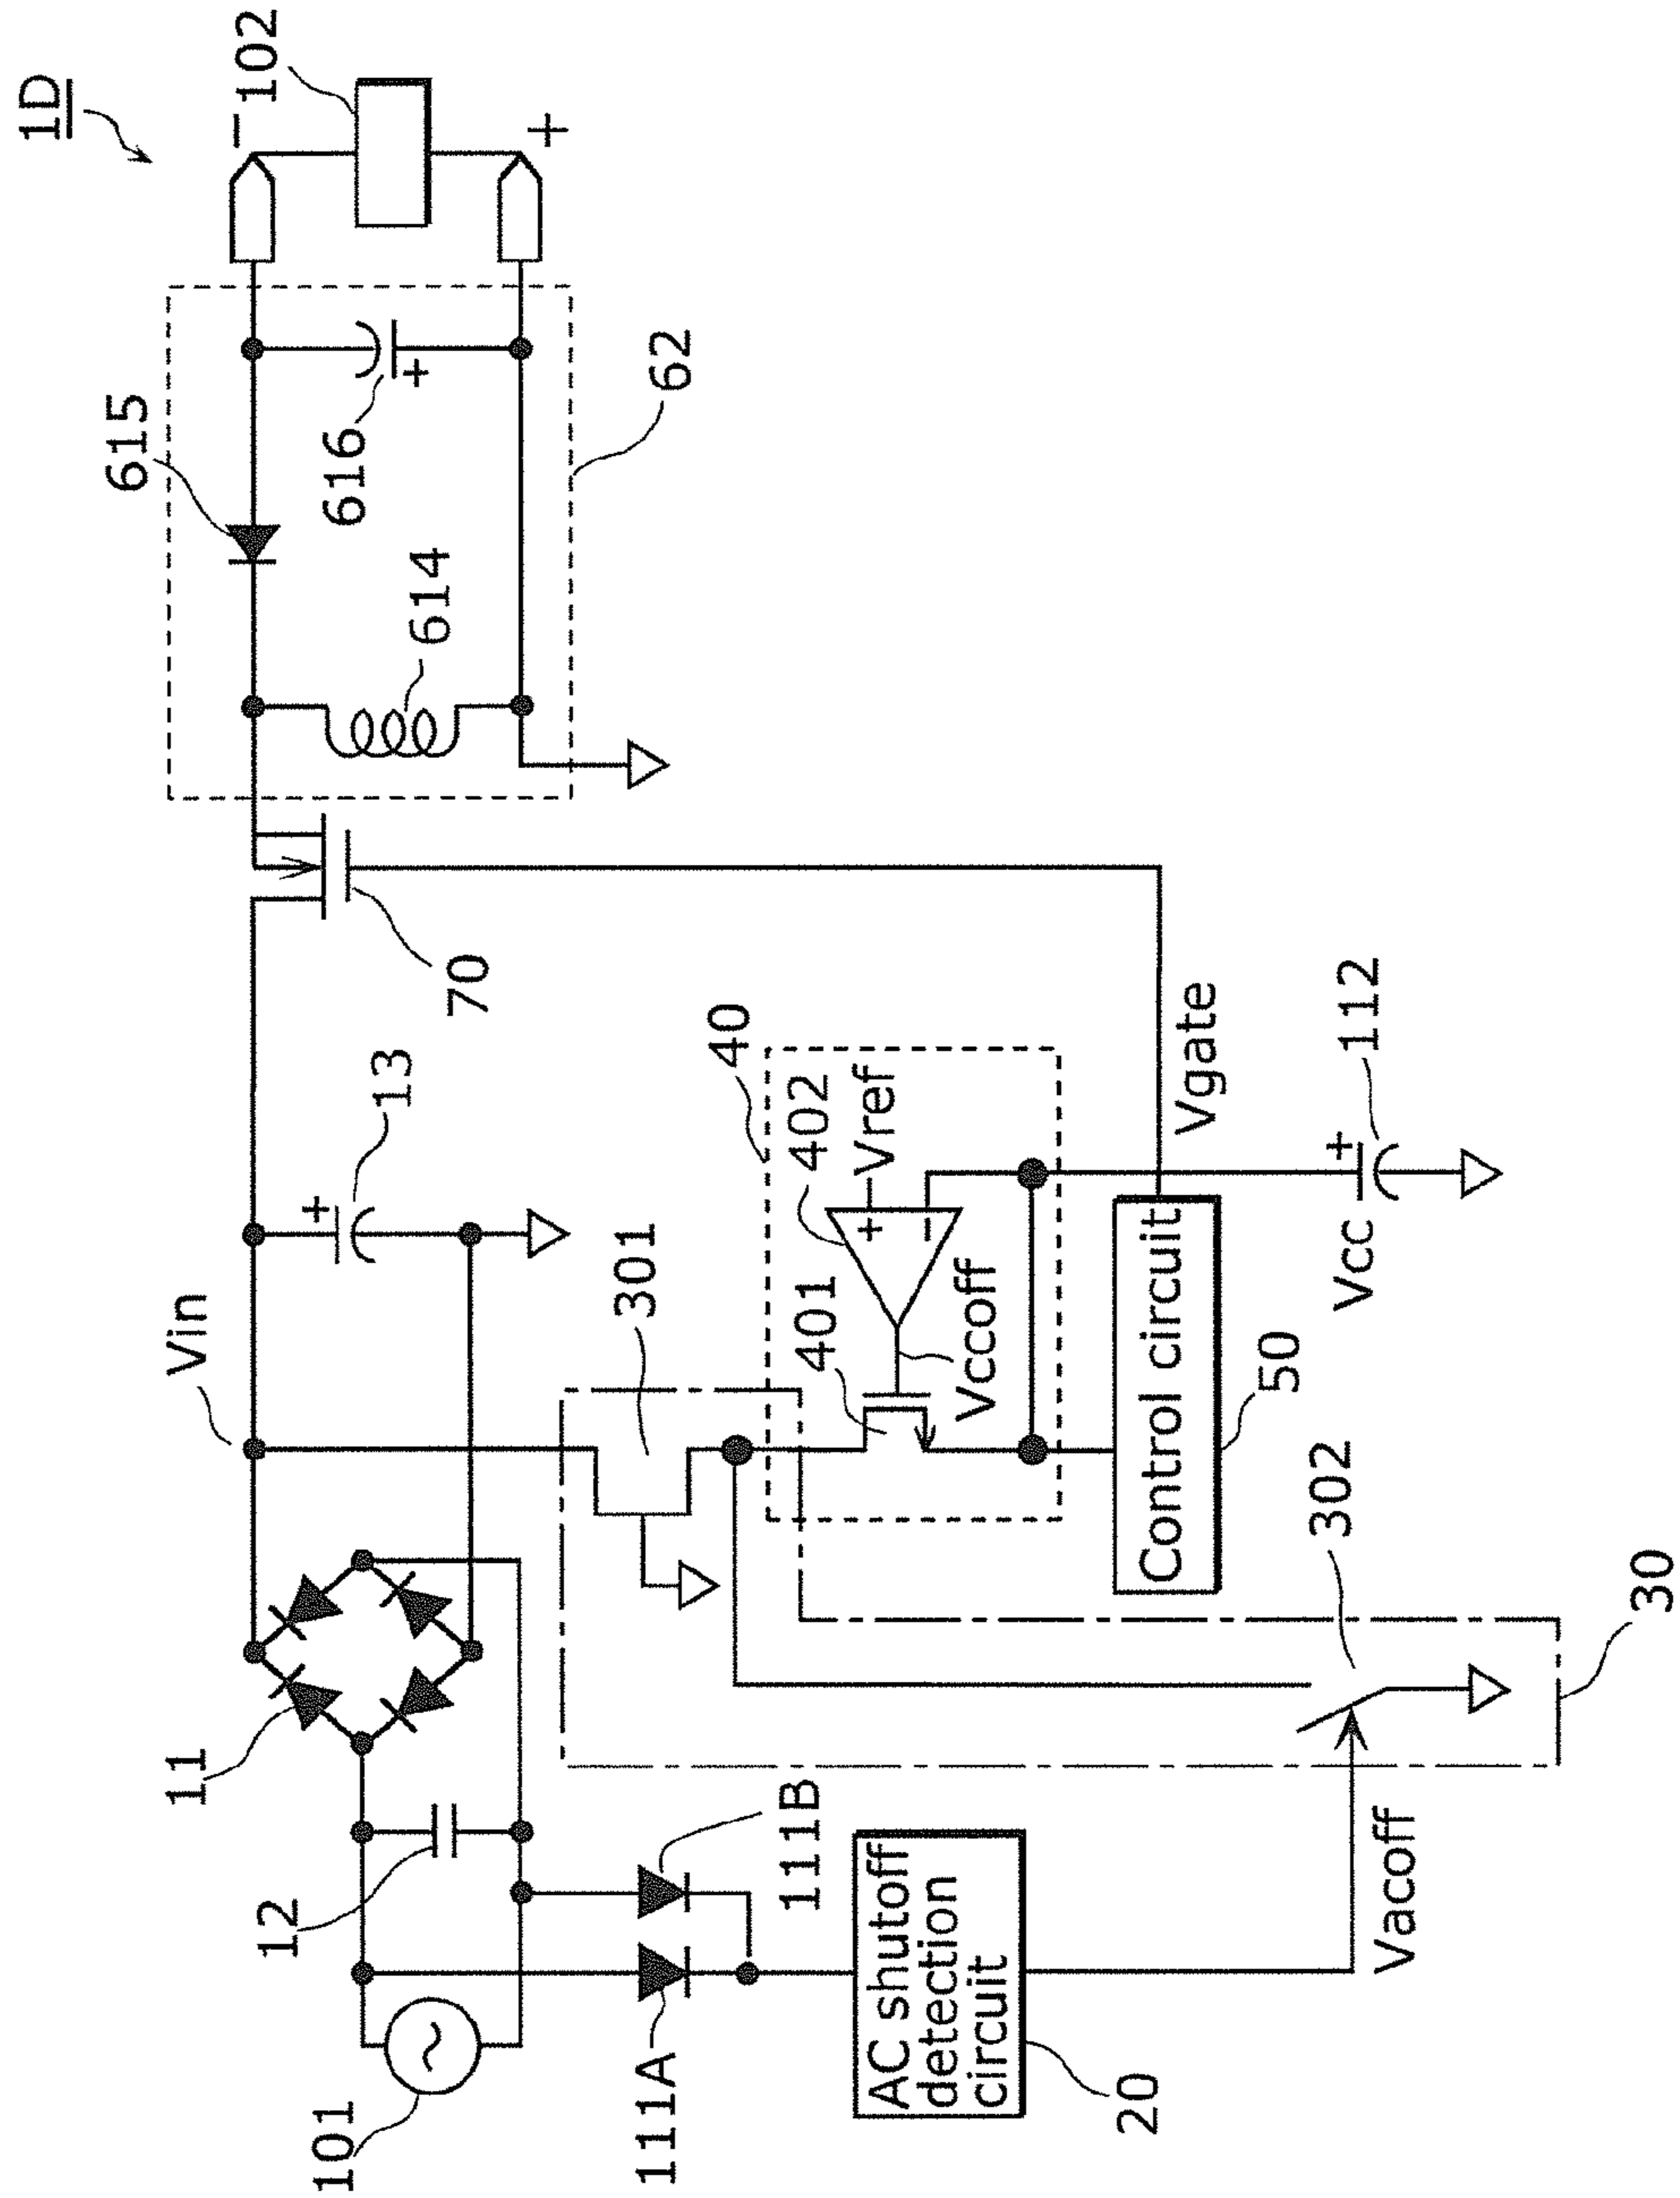 1D
102
−
+
615
616
62
614
70
13
Vin
301
40
402
Vref
+
−
401
Vccoff
Vgate
112
+
Vcc
Control circuit
50
302
30
11
12
111B
111A
101
AC shutoff
detection
circuit
20
Vacoff
+
+